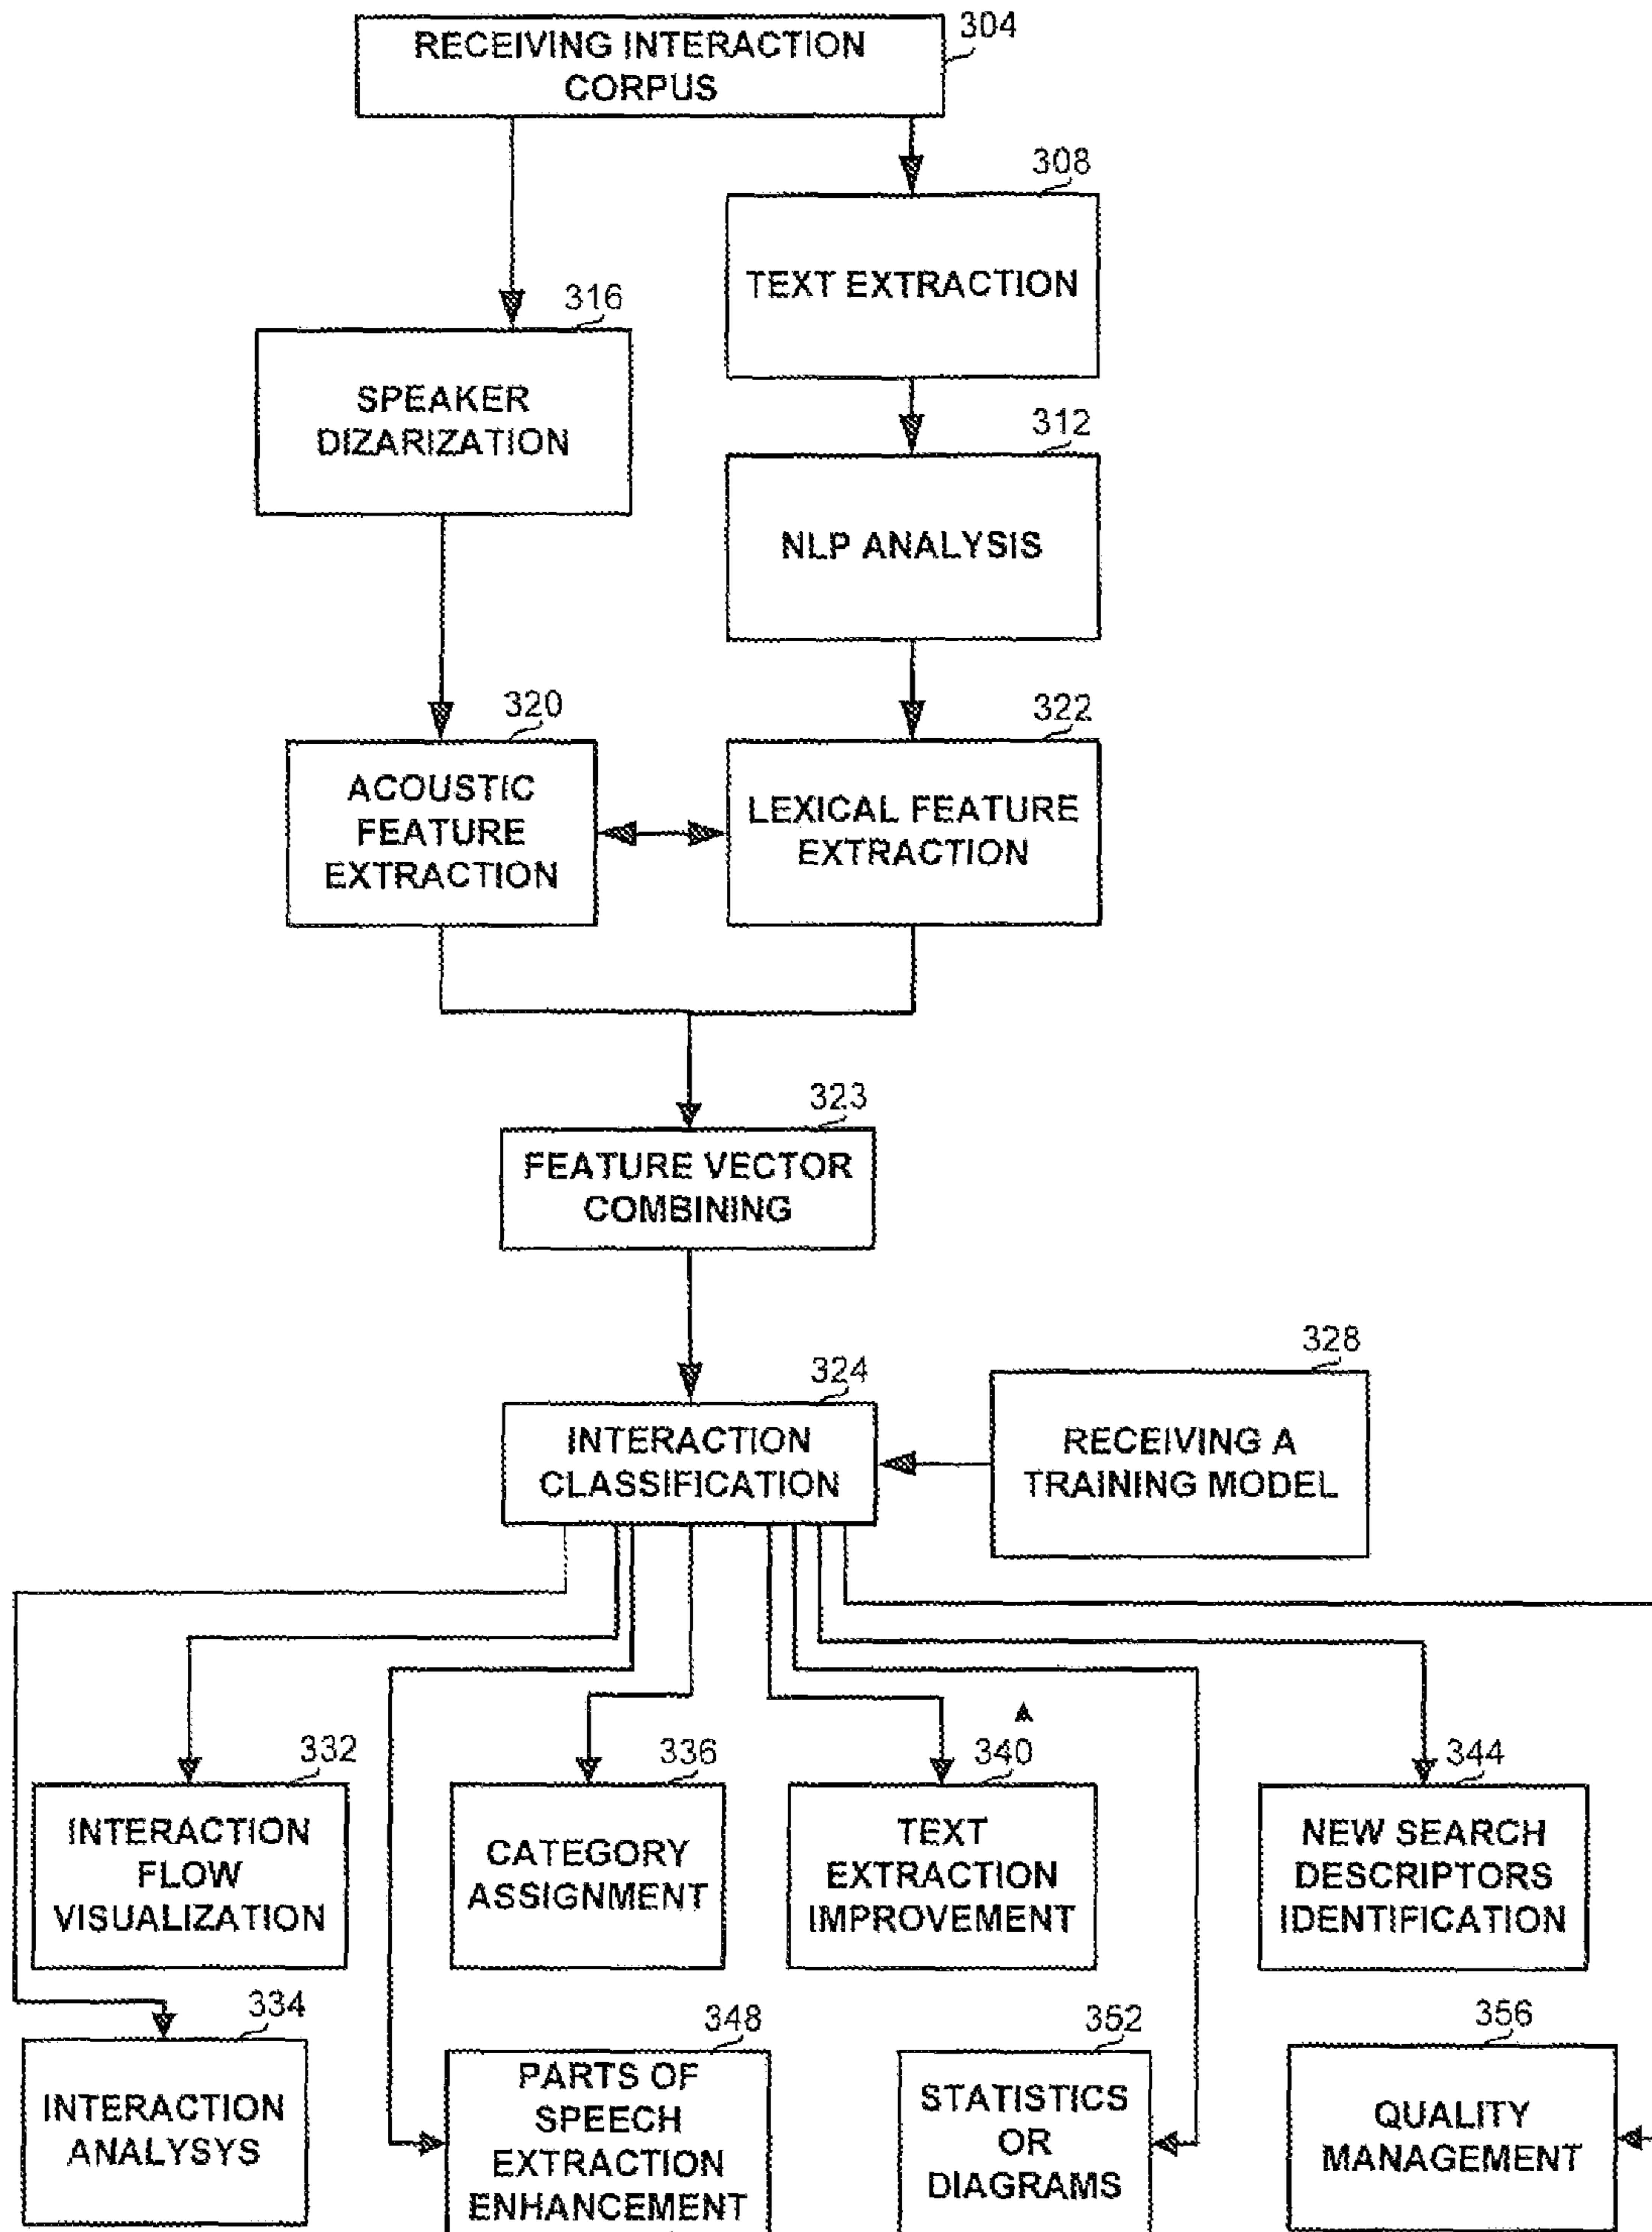 RECEIVING INTERACTION
CORPUS
304
308
TEXT EXTRACTION
316
SPEAKER
DIZARIZATION
312
NLP ANALYSIS
320
ACOUSTIC
FEATURE
EXTRACTION
322
LEXICAL FEATURE
EXTRACTION
323
FEATURE VECTOR
COMBINING
324
INTERACTION
CLASSIFICATION
328
RECEIVING A
TRAINING MODEL
332
INTERACTION
FLOW
VISUALIZATION
336
CATEGORY
ASSIGNMENT
340
TEXT
EXTRACTION
IMPROVEMENT
344
NEW SEARCH
DESCRIPTORS
IDENTIFICATION
334
INTERACTION
ANALYSYS
348
PARTS OF
SPEECH
EXTRACTION
ENHANCEMENT
352
STATISTICS
OR
DIAGRAMS
356
QUALITY
MANAGEMENT